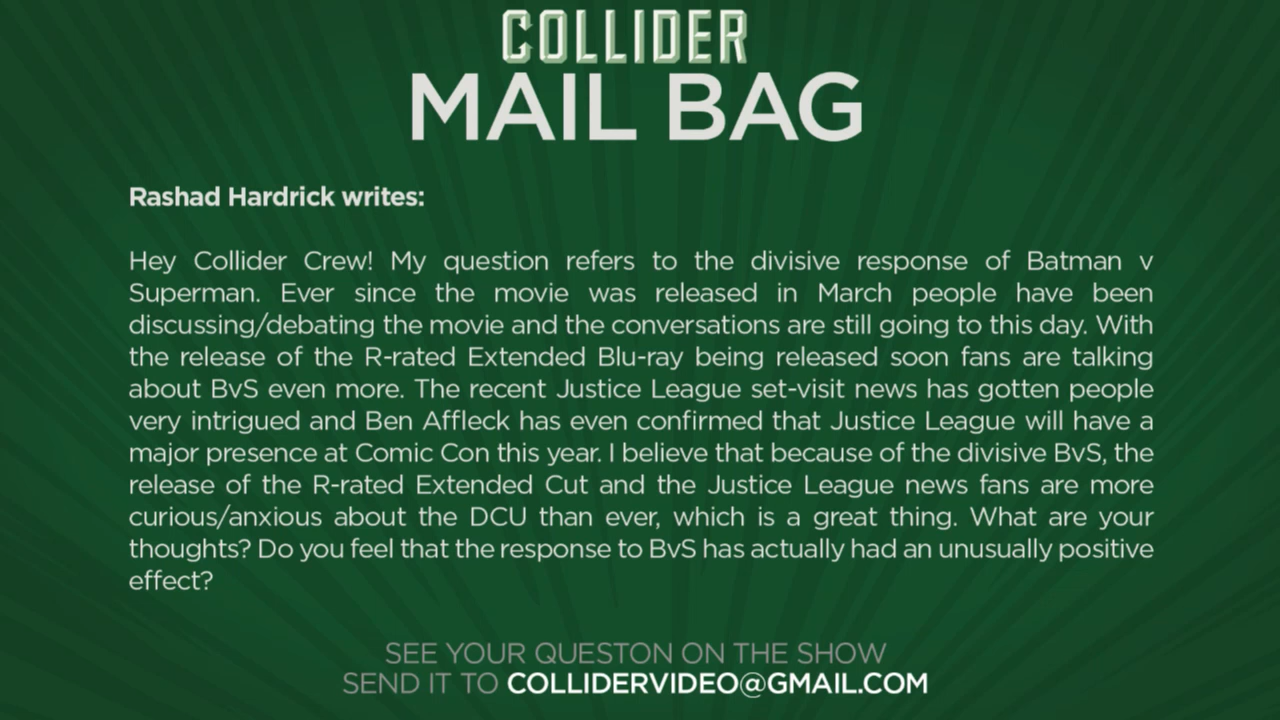 COLLIDER
MAIL BAG
Rashad Hardrick writes:
Hey Collider Crew! My question refers to the divisive response of Batman v
Superman. Ever since the movie was released in March people have been
discussing/debating the movie and the conversations are still going to this day. With
the release of the R-rated Extended Blu-ray being released soon fans are talking
about BvS even more. The recent Justice League set-visit news has gotten people
very intrigued and Ben Affleck has even confirmed that Justice League will have a
major presence at Comic Con this year. I believe that because of the divisive BvS, the
release of the R-rated Extended Cut and the Justice League news fans are more
curious/anxious about the DCU than ever, which is a great thing. What are your
thoughts? Do you feel that the response to BvS has actually had an unusually positive
effect?
SEE YOUR QUESTON ON THE SHOW
SEND IT TO COLLIDERVIDEO@GMAIL.COM